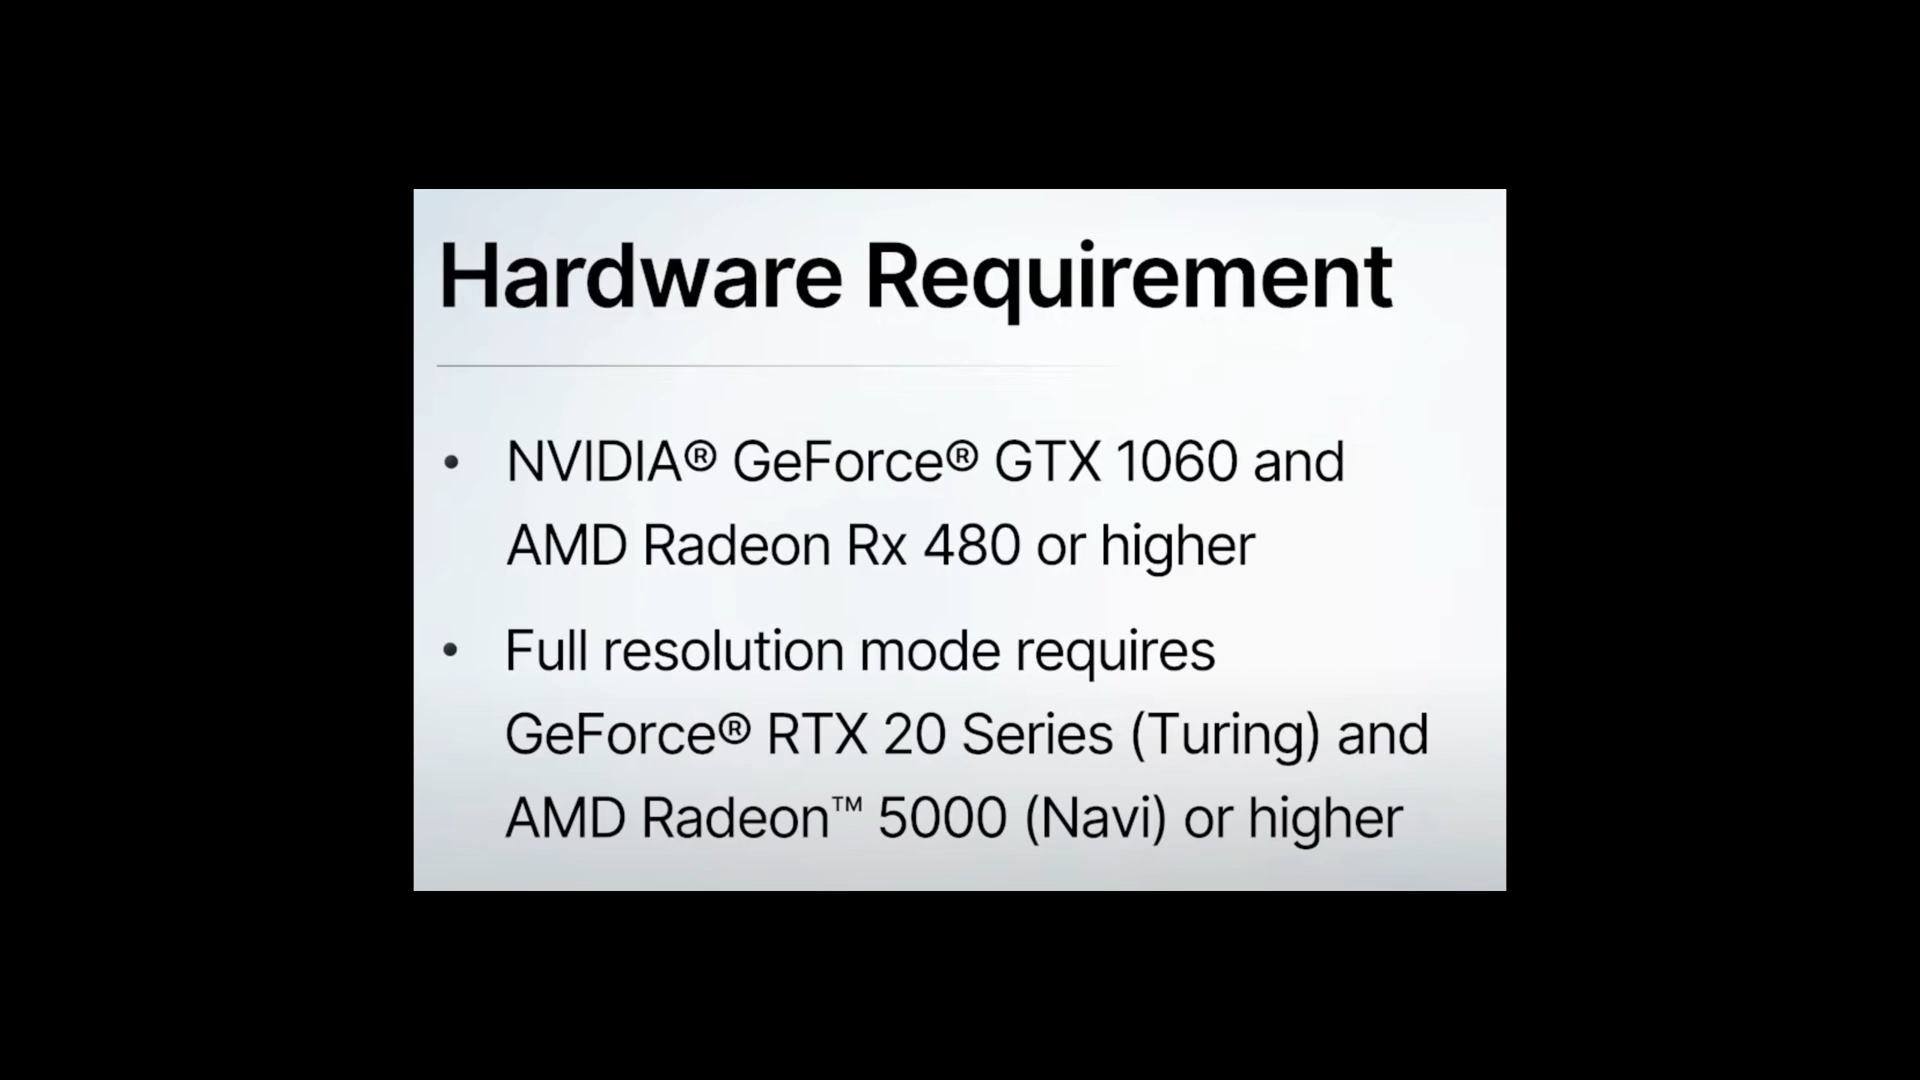 Hardware Requirement
• NVIDIA® GeForce® GTX 1060 and
AMD Radeon Rx 480 or higher
• Full resolution mode requires
GeForce® RTX 20 Series (Turing) and
AMD Radeon™ 5000 (Navi) or higher